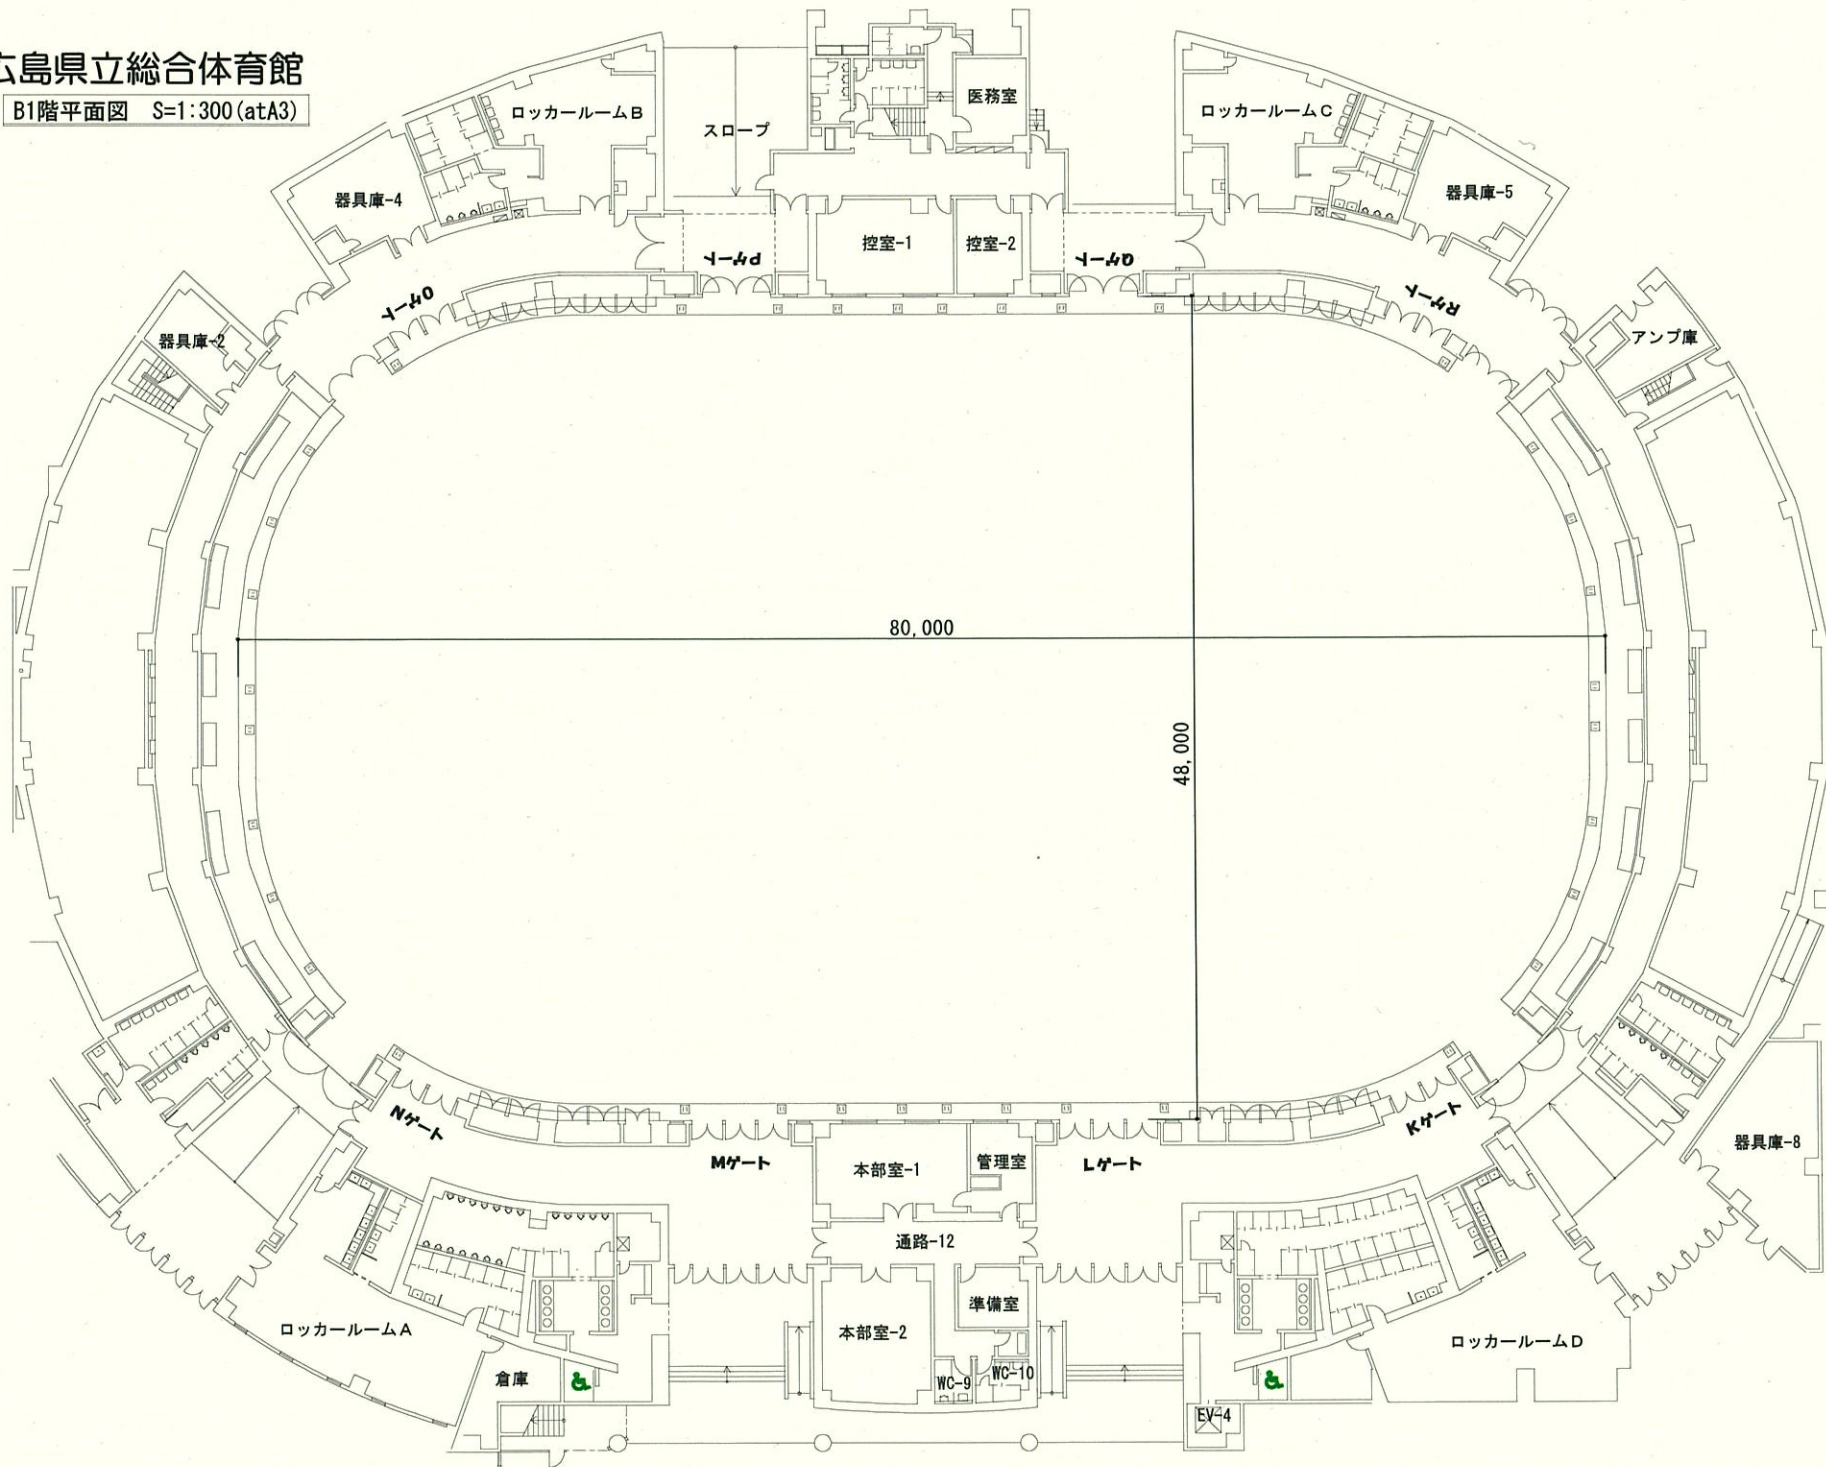 広島県立総合体育館
B1階平面図 S=1:300(atA3)
ロッカールームB
スロープ
医務室
ロッカールームC
器具庫-4
器具庫-5
控室-1
控室-2
Pゲート
Qゲート
Oゲート
Rゲート
器具庫-2
アンプ庫
80,000
48,000
Nゲート
Mゲート
本部室-1
管理室
Lゲート
Kゲート
器具庫-8
通路-12
準備室
ロッカールームA
本部室-2
ロッカールームD
倉庫
WC-9
WC-10
EV-4